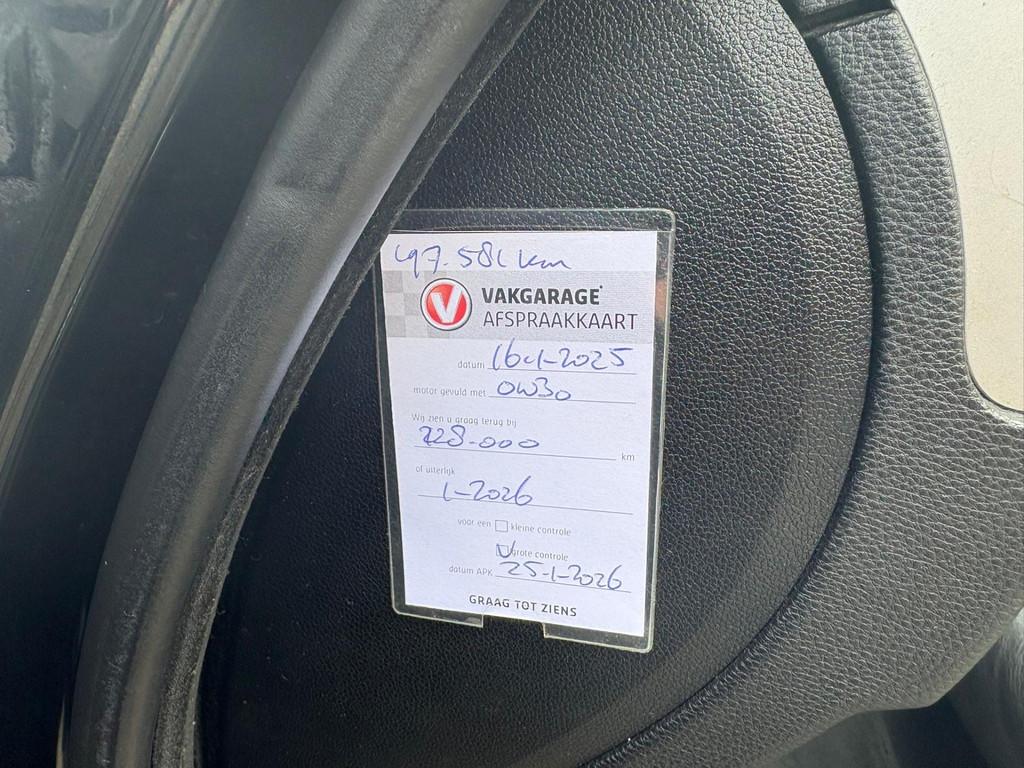 197.581 km
V
VAKGARAGE
AFSPRAAKKAART
datum 16-1-2025
motor gevuld met 0W30
Wij zien u graag terug bij
228.000 km
of uiterlijk
1-2026
voor een kleine controle
grote controle
datum APK 25-1-2026
GRAAG TOT ZIENS